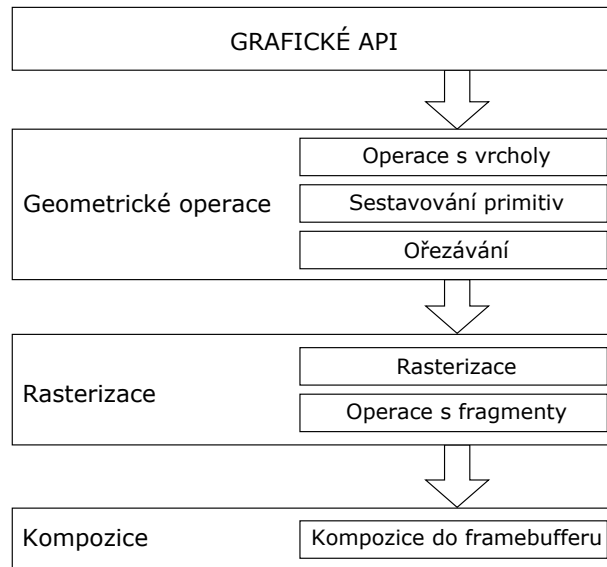 GRAFICKÉ API
Geometrické operace
Operace s vrcholy
Sestavování primitiv
Ořezávání
Rasterizace
Rasterizace
Operace s fragmenty
Kompozice
Kompozice do framebufferu